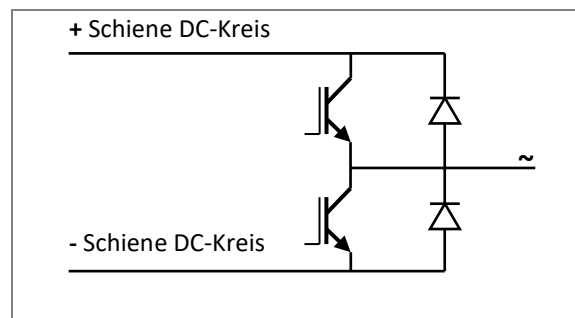 + Schiene DC-Kreis
~
- Schiene DC-Kreis